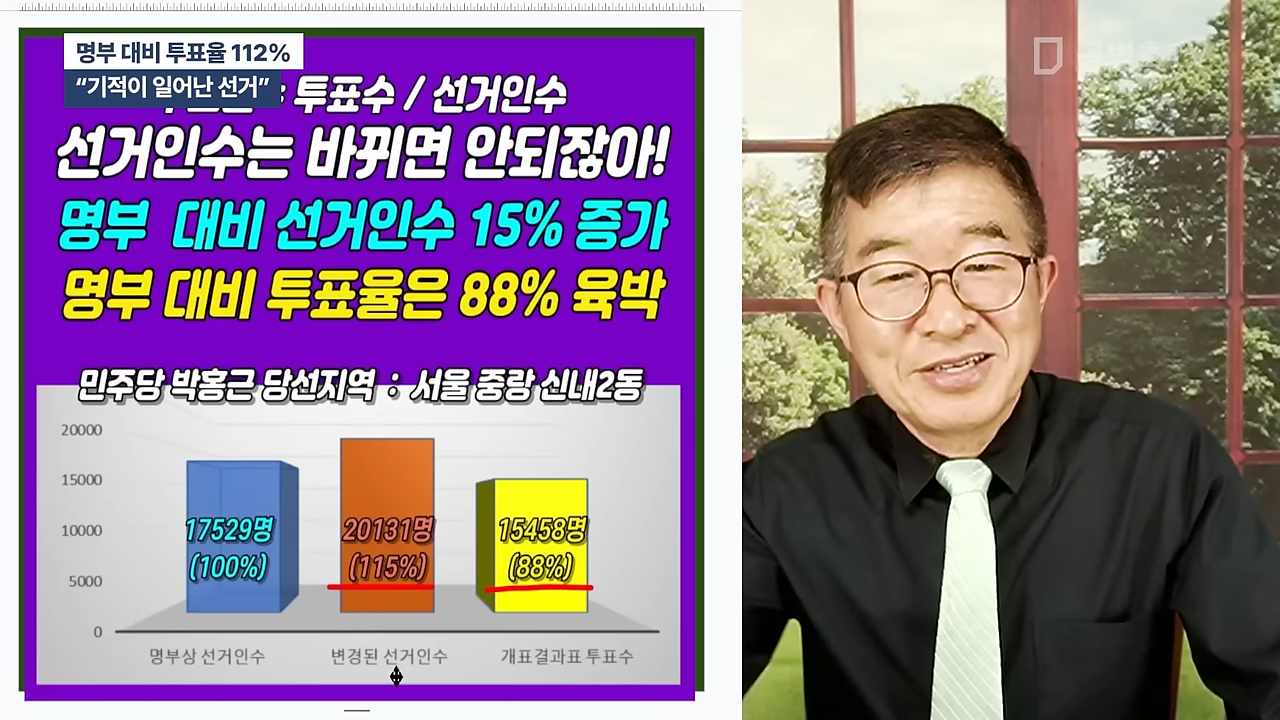 명부 대비 투표율 112%
“기적이 일어난 선거”
투표수 / 선거인수
선거인수는 바뀌면 안되잖아!
명부 대비 선거인수 15% 증가
명부 대비 투표율은 88% 육박
민주당 박홍근 당선지역 : 서울 중랑 신내2동
20000
15000
10000
5000
0
17529명
(100%)
20131명
(115%)
15458명
(88%)
명부상 선거인수
변경된 선거인수
개표결과표 투표수